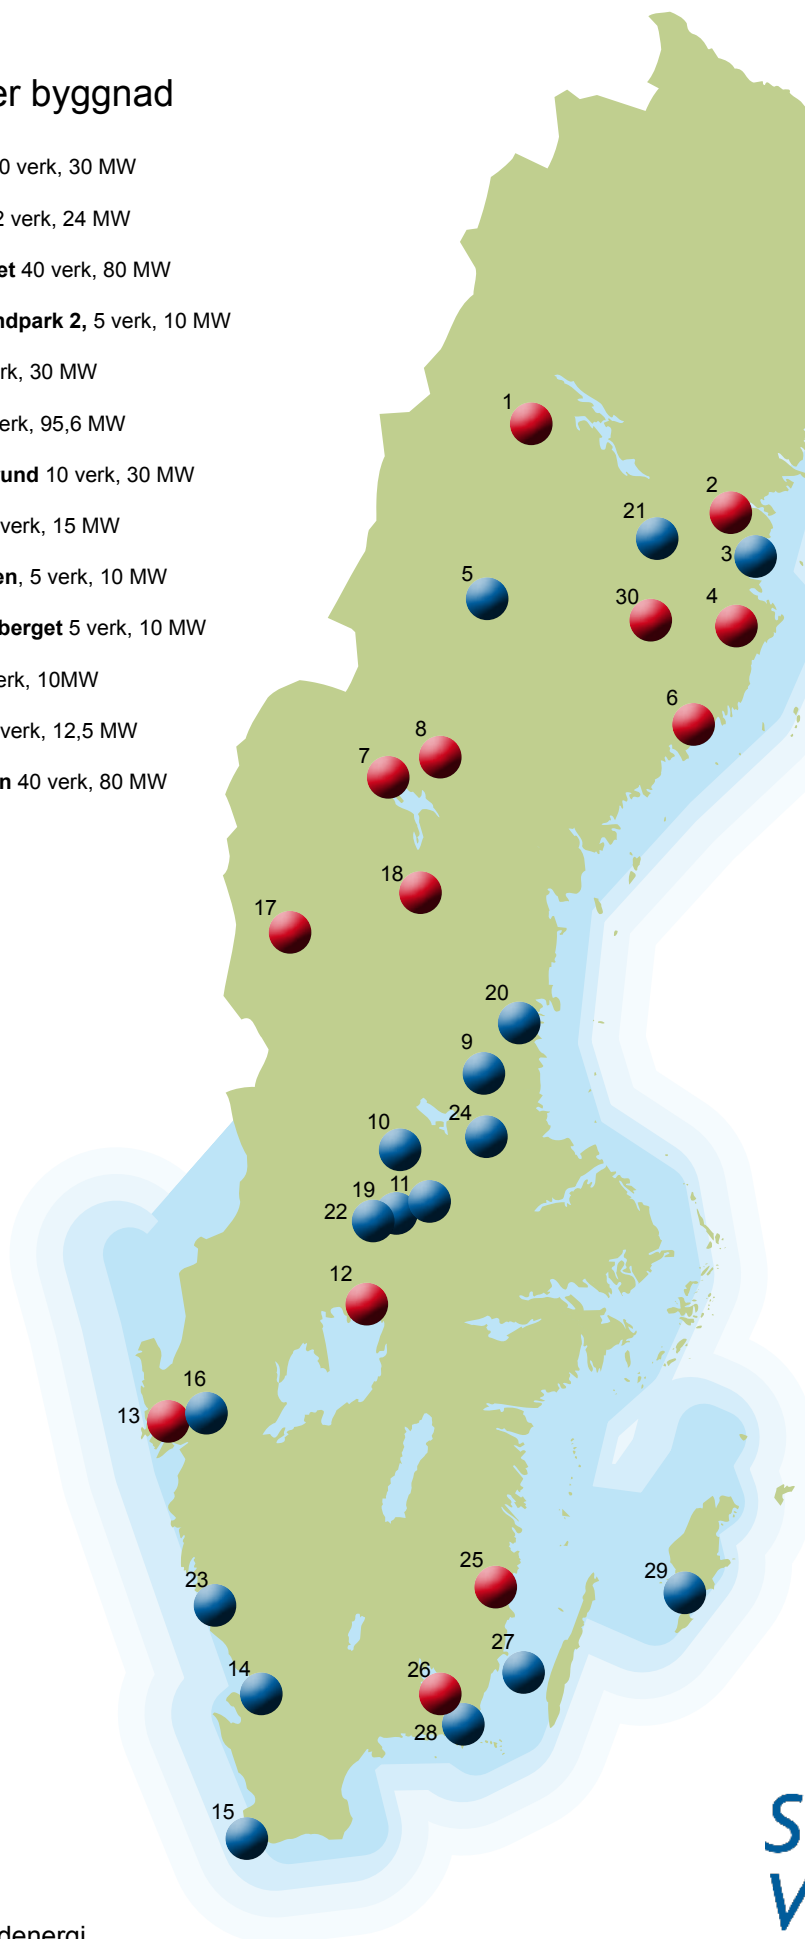 er byggnad
0 verk, 30 MW
2 verk, 24 MW
et 40 verk, 80 MW
ndpark 2, 5 verk, 10 MW
rk, 30 MW
erk, 95,6 MW
rund 10 verk, 30 MW
verk, 15 MW
en, 5 verk, 10 MW
berget 5 verk, 10 MW
erk, 10MW
verk, 12,5 MW
n 40 verk, 80 MW
1
2
21
3
5
30
4
6
8
7
18
17
20
9
24
10
19
11
22
12
16
13
25
29
23
27
14
26
28
15
S
V
denergi